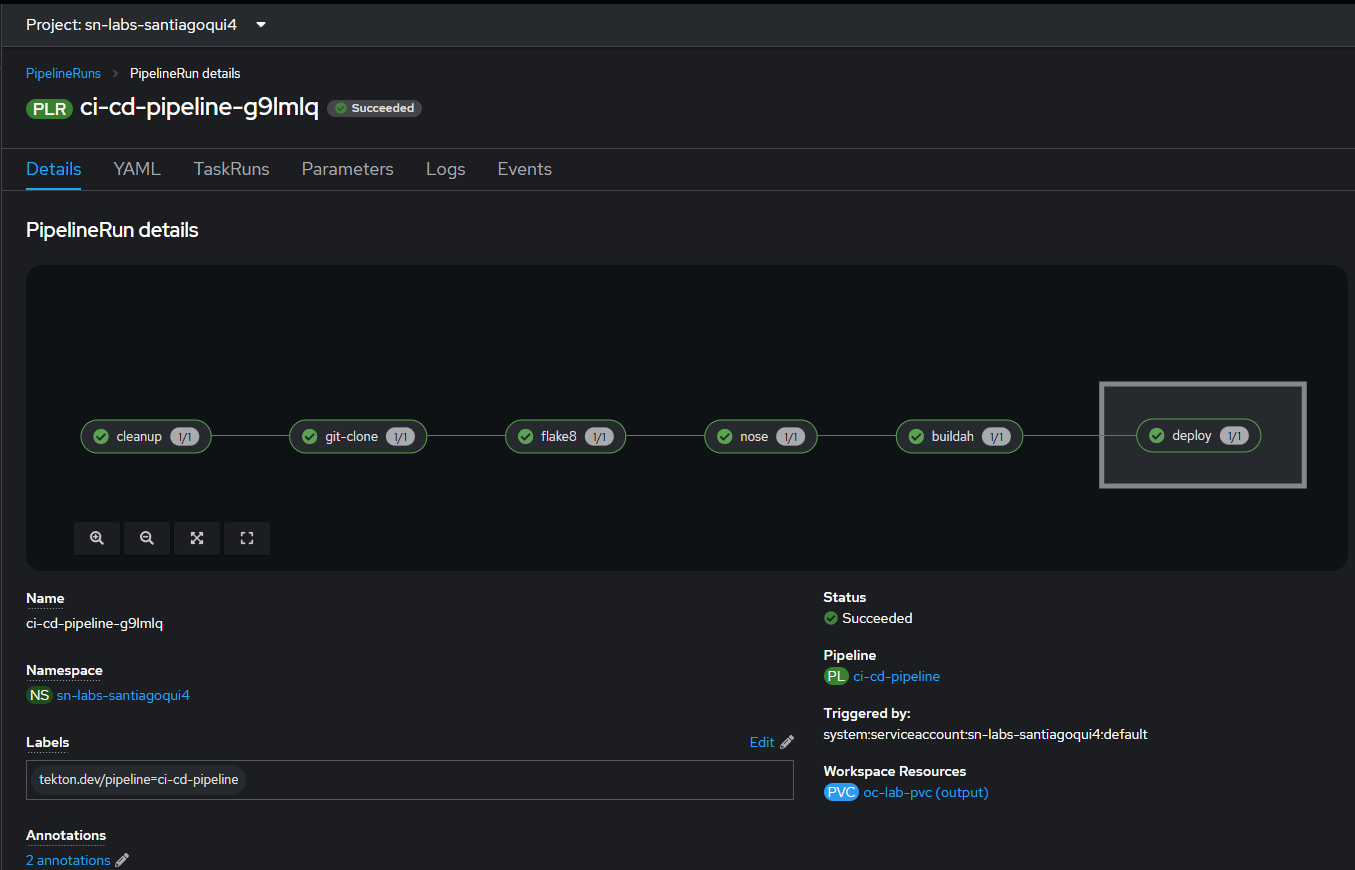 Project: sn-labs-santiagoqui4
PipelineRuns PipelineRun details
PLR ci-cd-pipeline-g9lmlq Succeeded
Details YAML TaskRuns Parameters Logs Events
PipelineRun details
cleanup 1/1 git-clone 1/1 flake8 1/1 nose 1/1 buildah 1/1 deploy 1/1
Name
ci-cd-pipeline-g9lmlq
Namespace
NS sn-labs-santiagoqui4
Labels Edit
tekton.dev/pipeline=ci-cd-pipeline
Annotations
2 annotations
Status
Succeeded
Pipeline
PL ci-cd-pipeline
Triggered by:
system:serviceaccount:sn-labs-santiagoqui4:default
Workspace Resources
PVC oc-lab-pvc (output)